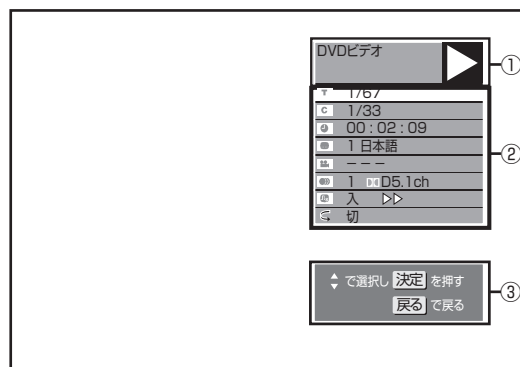 DVDビデオ
①
T 1/67
C 1/33
00 : 02 : 09
1 日本語
②
– – –
1 D5.1ch
入
切
で選択し 決定 を押す
③
戻る で戻る